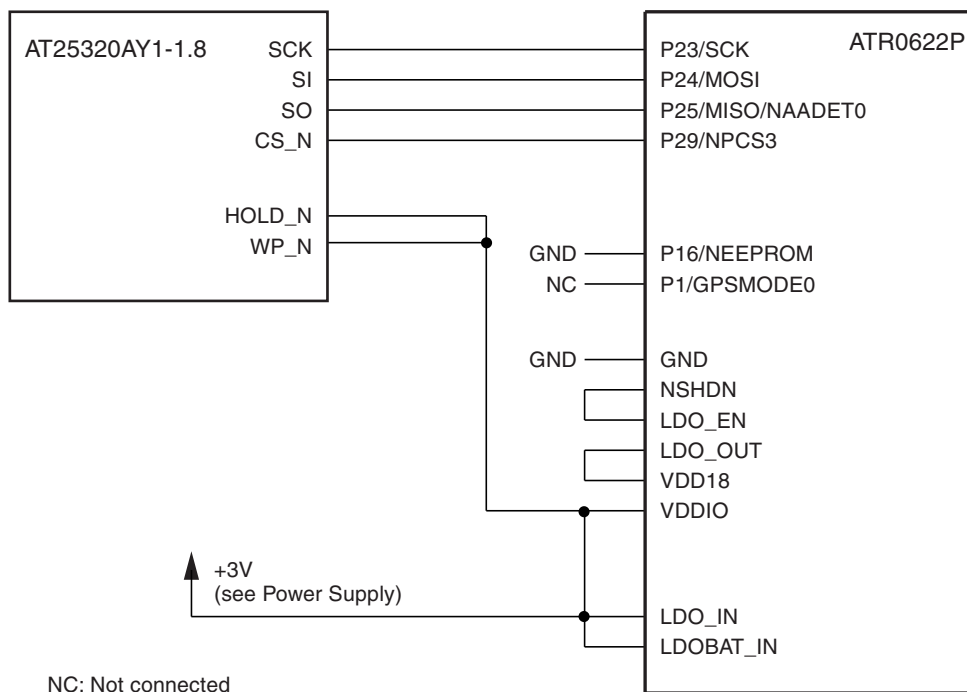 AT25320AY1-1.8
SCK
SI
SO
CS_N
HOLD_N
WP_N
ATR0622P
P23/SCK
P24/MOSI
P25/MISO/NAADET0
P29/NPCS3
GND
P16/NEEPROM
NC
P1/GPSMODE0
GND
GND
NSHDN
LDO_EN
LDO_OUT
VDD18
VDDIO
+3V
(see Power Supply)
LDO_IN
LDOBAT_IN
NC: Not connected